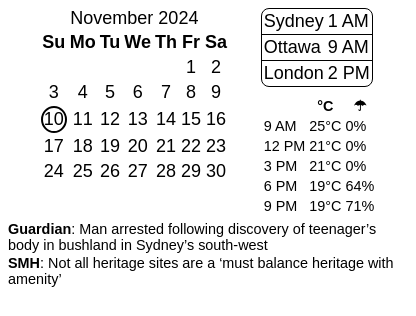 November 2024
Su Mo Tu We Th Fr Sa
1 2
3 4 5 6 7 8 9
10 11 12 13 14 15 16
17 18 19 20 21 22 23
24 25 26 27 28 29 30
Sydney 1 AM
Ottawa 9 AM
London 2 PM
°C ☂
9 AM 25°C 0%
12 PM 21°C 0%
3 PM 21°C 0%
6 PM 19°C 64%
9 PM 19°C 71%
Guardian: Man arrested following discovery of teenager’s
body in bushland in Sydney’s south-west
SMH: Not all heritage sites are a ‘must balance heritage with
amenity’